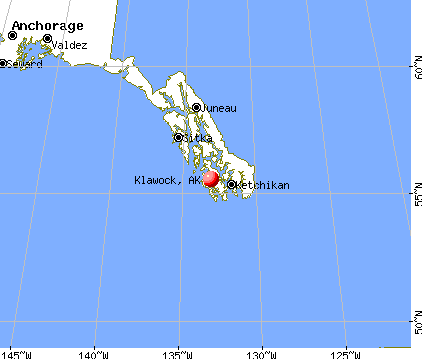 Anchorage
Valdez
Seward
60°N
Juneau
Sitka
Klawock, AK
Ketchikan
55°N
50°N
145°W 140°W 135°W 130°W 125°W